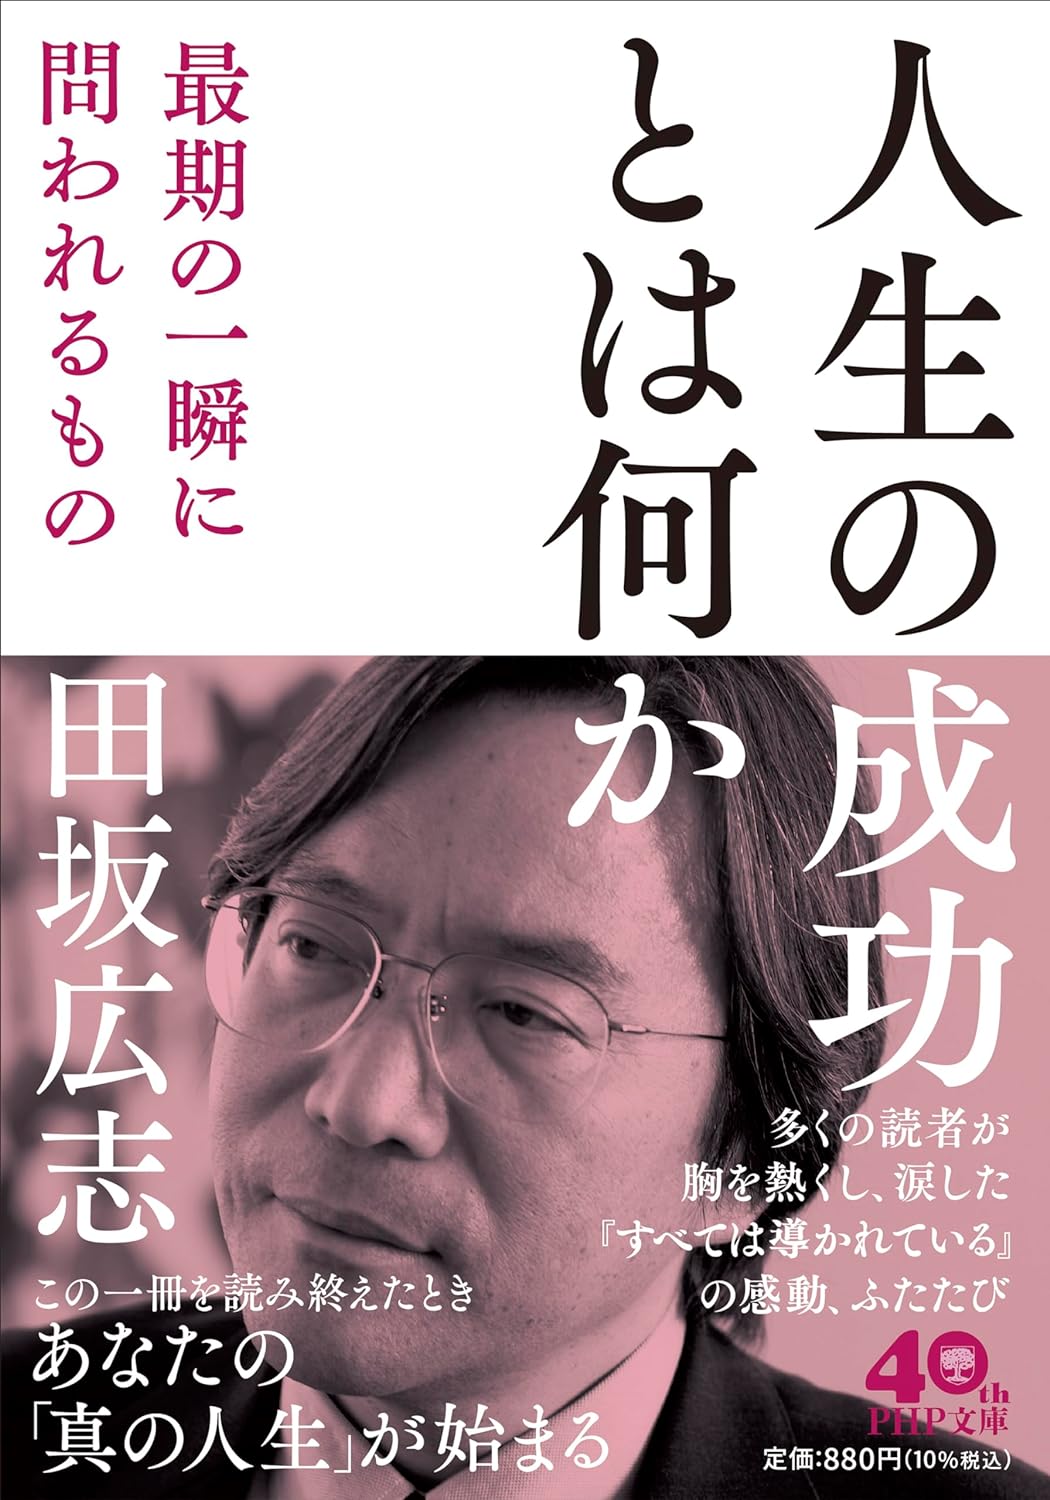 人生の成功
とは何か
最期の一瞬に
問われるもの
田坂広志
多くの読者が
胸を熱くし、涙した
『すべては導かれている』
の感動、ふたたび
この一冊を読み終えたとき
あなたの
「真の人生」が始まる
40th
PHP文庫
定価:880円(10%税込)